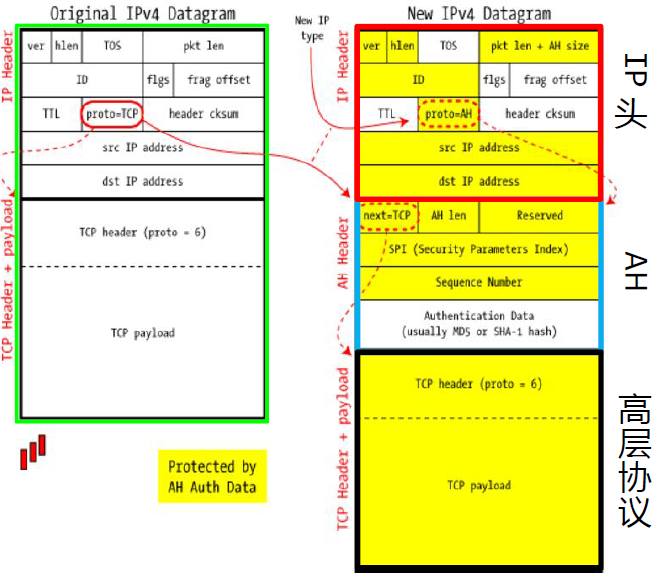 Original IPv4 Datagram
IP Header
ver hlen TOS pkt len
ID flgs frag offset
TTL proto=TCP header cksum
src IP address
dst IP address
TCP Header + payload
TCP header (proto = 6)
TCP payload
Protected by
AH Auth Data
New IP
type
New IPv4 Datagram
IP Header
ver hlen TOS pkt len + AH size
ID flgs frag offset
TTL proto=AH header cksum
src IP address
dst IP address
AH Header
next=TCP AH len Reserved
SPI (Security Parameters Index)
Sequence Number
Authentication Data
(usually MD5 or SHA-1 hash)
TCP Header + payload
TCP header (proto = 6)
TCP payload
IP头
AH
高层协议